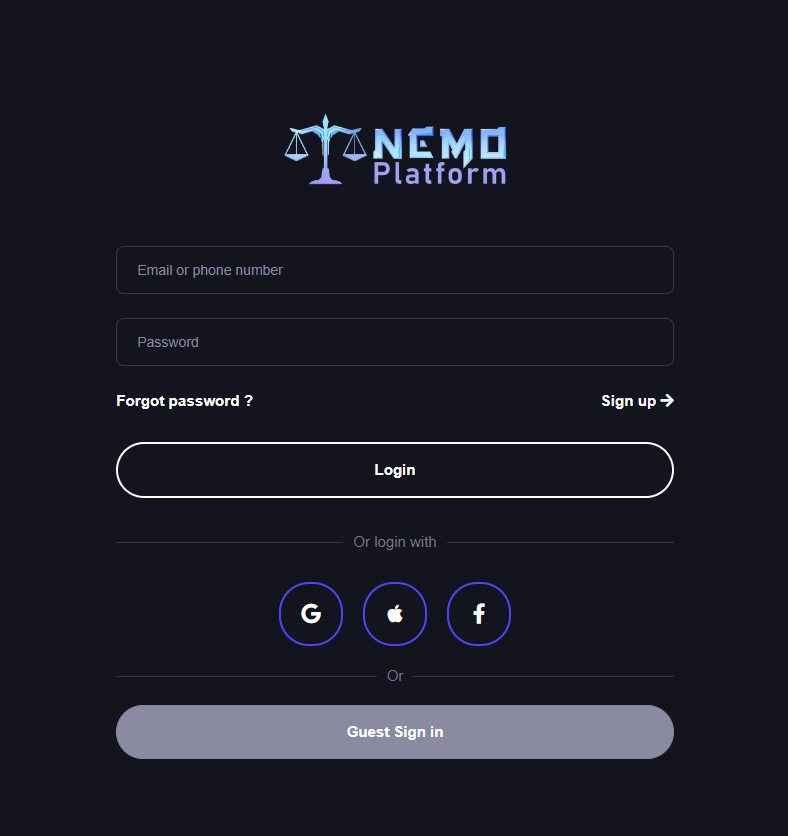 NEMO
Platform
Email or phone number
Password
Forgot password ?
Sign up
Login
Or login with
Or
Guest Sign in